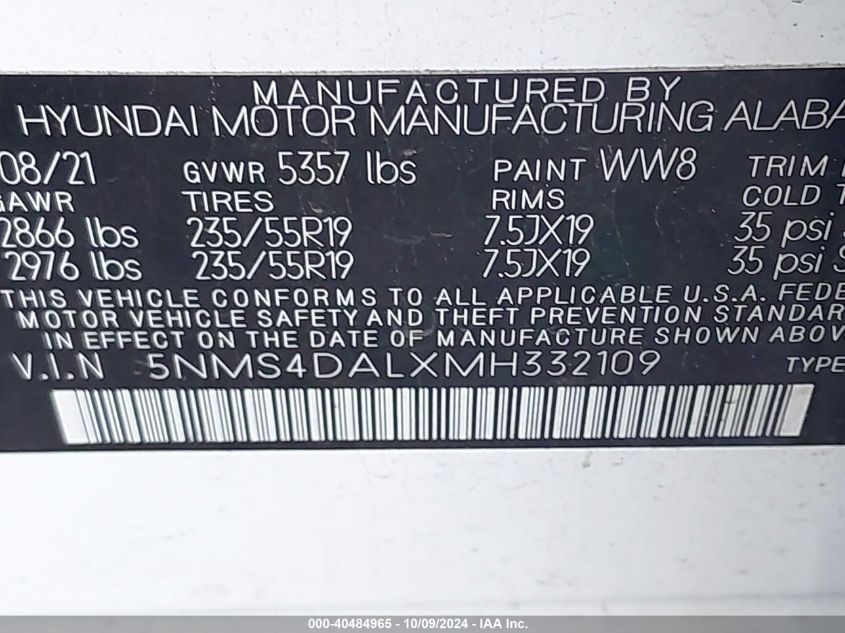 MANUFACTURED BY
HYUNDAI MOTOR MANUFACTURING ALABA
08/21 GVWR 5357 lbs PAINT WW8 TRIM
GAWR TIRES RIMS COLD T
2866 lbs 235/55R19 7.5JX19 35 psi
2976 lbs 235/55R19 7.5JX19 35 psi S
THIS VEHICLE CONFORMS TO ALL APPLICABLE U.S.A. FEDE
MOTOR VEHICLE SAFETY AND THEFT PREVENTION STANDAR
IN EFFECT ON THE DATE OF MANUFACTURE SHOWN ABOV
V.I.N 5NMS4DALXMH332109 TYPE
000-40484965 - 10/09/2024 - IAA Inc.